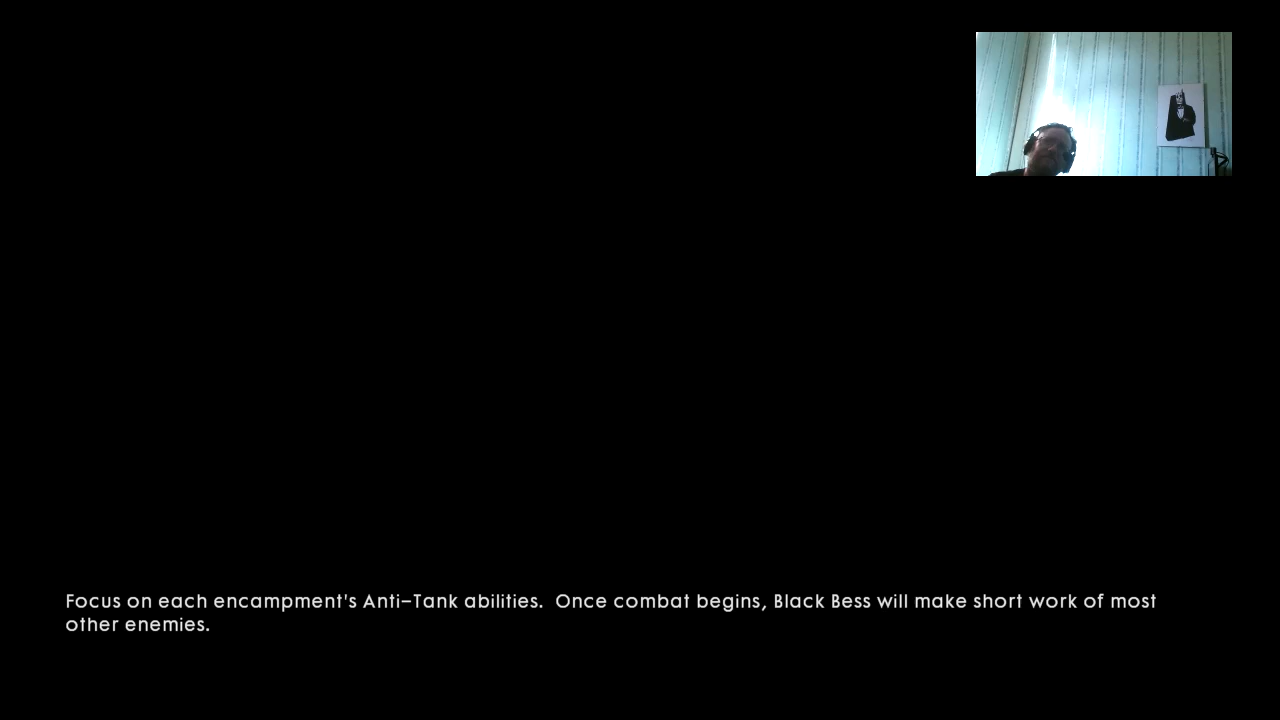 Focus on each encampment's Anti-Tank abilities.  Once combat begins, Black Bess will make short work of most
other enemies.